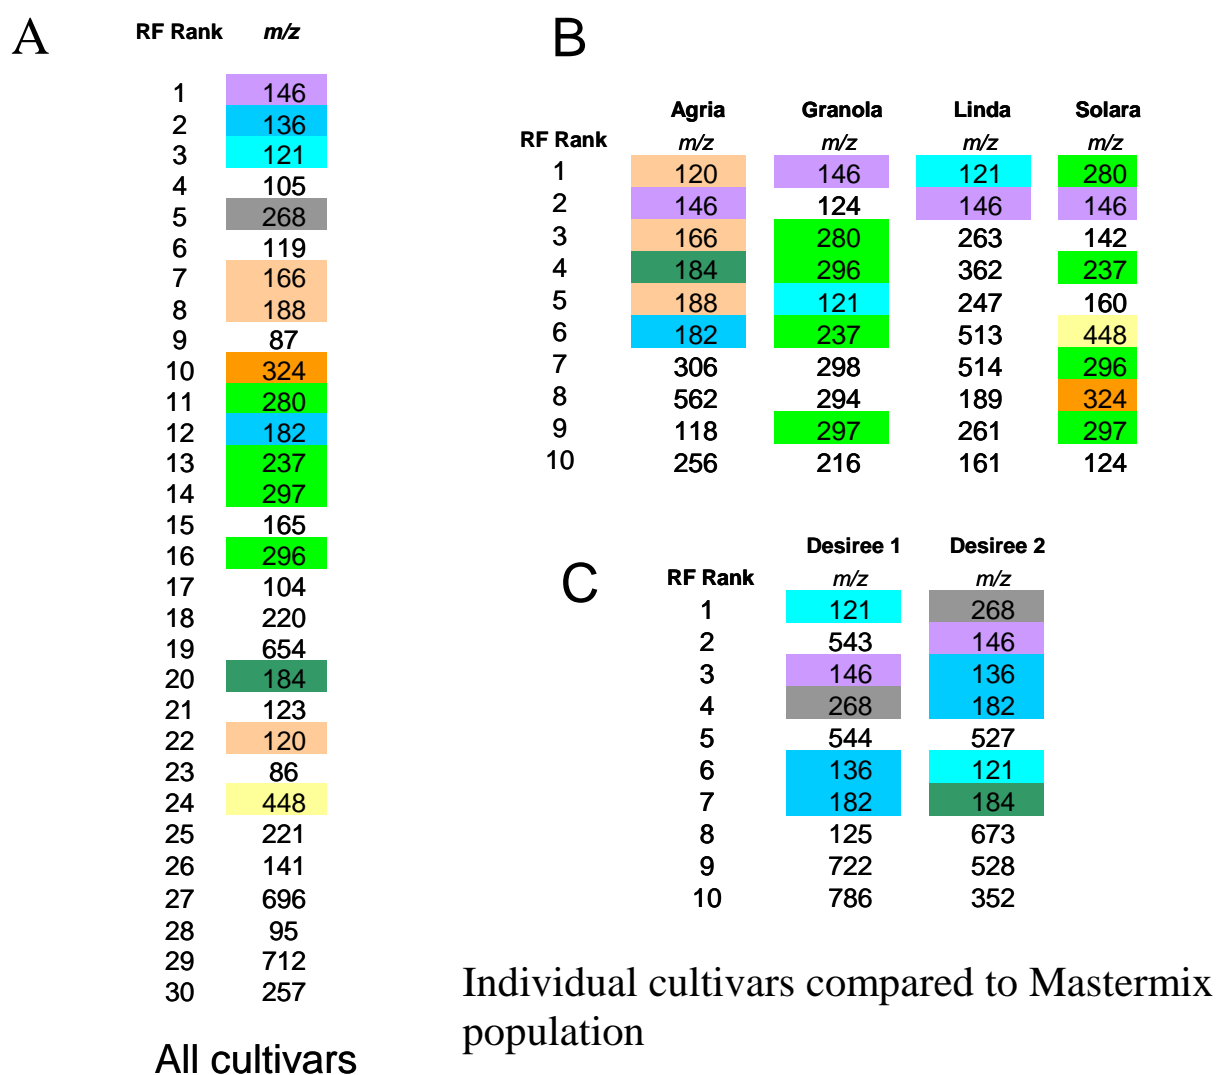 A
RF Rank m/z
1 146
2 136
3 121
4 105
5 268
6 119
7 166
8 188
9 87
10 324
11 280
12 182
13 237
14 297
15 165
16 296
17 104
18 220
19 654
20 184
21 123
22 120
23 86
24 448
25 221
26 141
27 696
28 95
29 712
30 257
All cultivars
B
Agria Granola Linda Solara
RF Rank m/z m/z m/z m/z
1 120 146 121 280
2 146 124 146 146
3 166 280 263 142
4 184 296 362 237
5 188 121 247 160
6 182 237 513 448
7 306 298 514 296
8 562 294 189 324
9 118 297 261 297
10 256 216 161 124
C
Desiree 1 Desiree 2
RF Rank m/z m/z
1 121 268
2 543 146
3 146 136
4 268 182
5 544 527
6 136 121
7 182 184
8 125 673
9 722 528
10 786 352
Individual cultivars compared to Mastermix
population